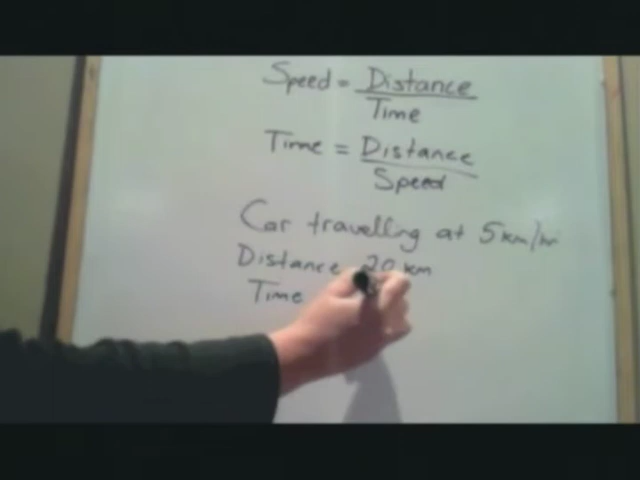 Speed = Distance
Time
Time = Distance
Speed
Car travelling at 5km/hr
Distance 20 km
Time